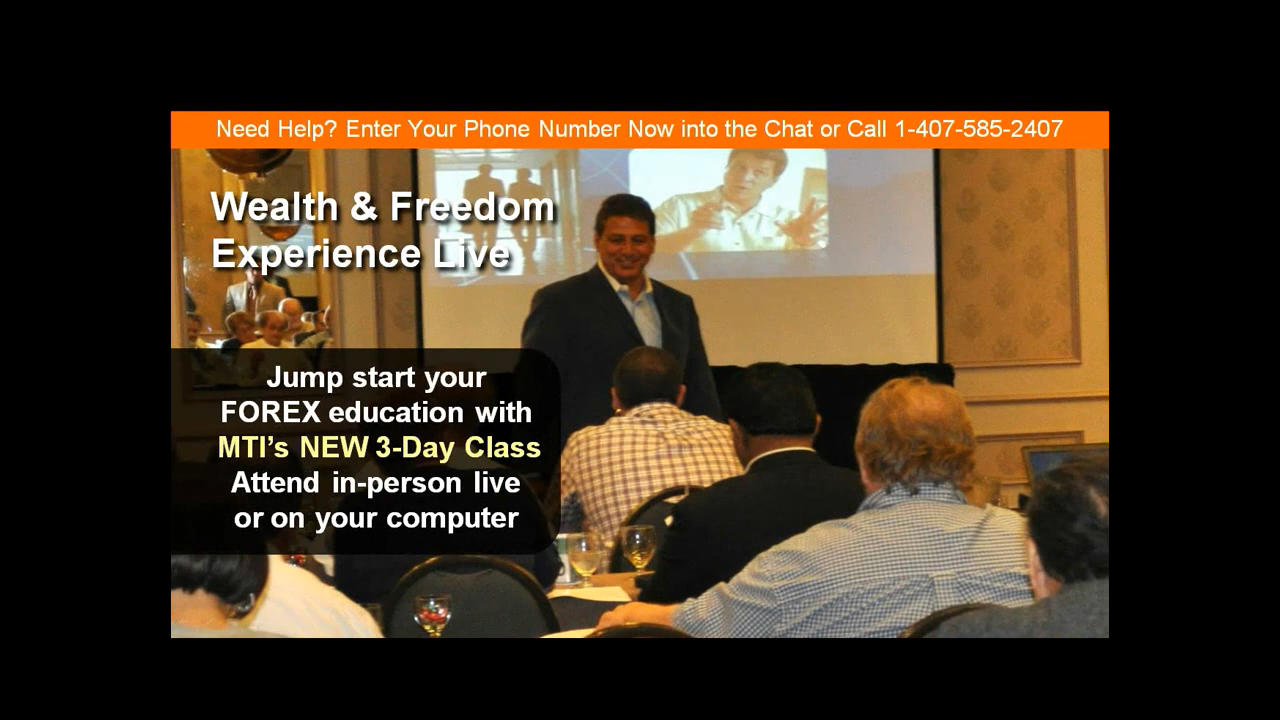 Need Help? Enter Your Phone Number Now into the Chat or Call 1-407-585-2407
Wealth & Freedom
Experience Live
Jump start your
FOREX education with
MTI's NEW 3-Day Class
Attend in-person live
or on your computer